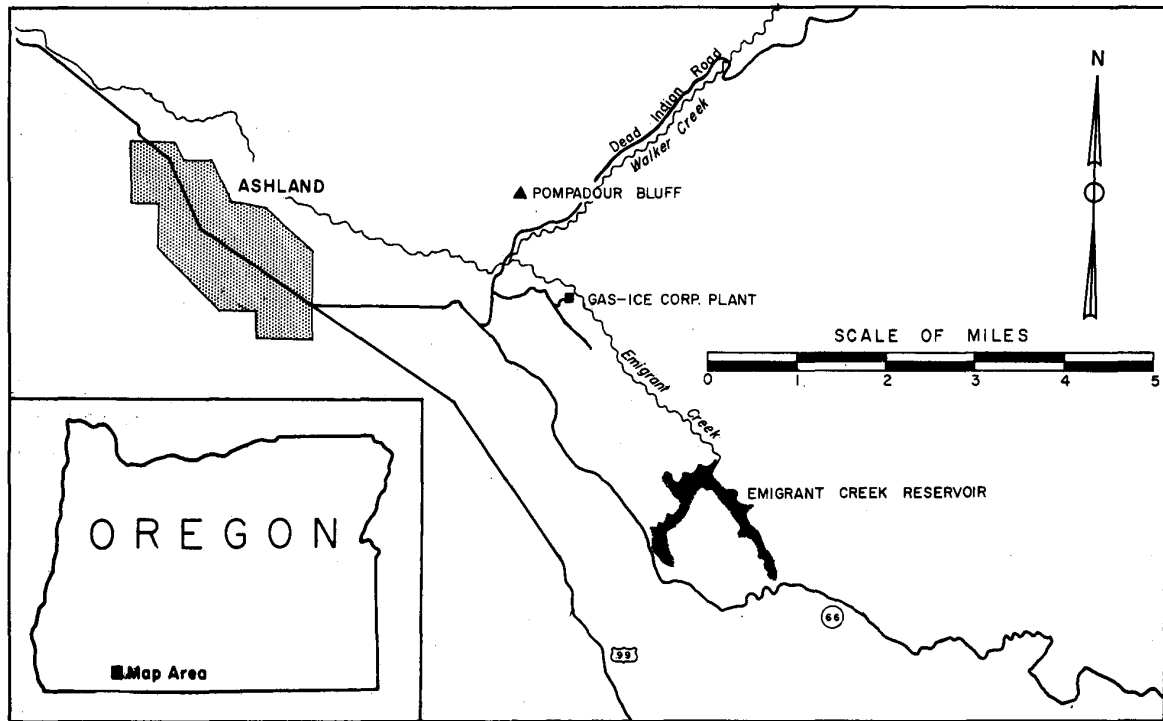 Dead Indian Road
Walker Creek
N
ASHLAND
POMPADOUR BLUFF
GAS-ICE CORP. PLANT
SCALE OF MILES
0 1 2 3 4 5
Emigrant Creek
EMIGRANT CREEK RESERVOIR
OREGON
66
99
Map Area